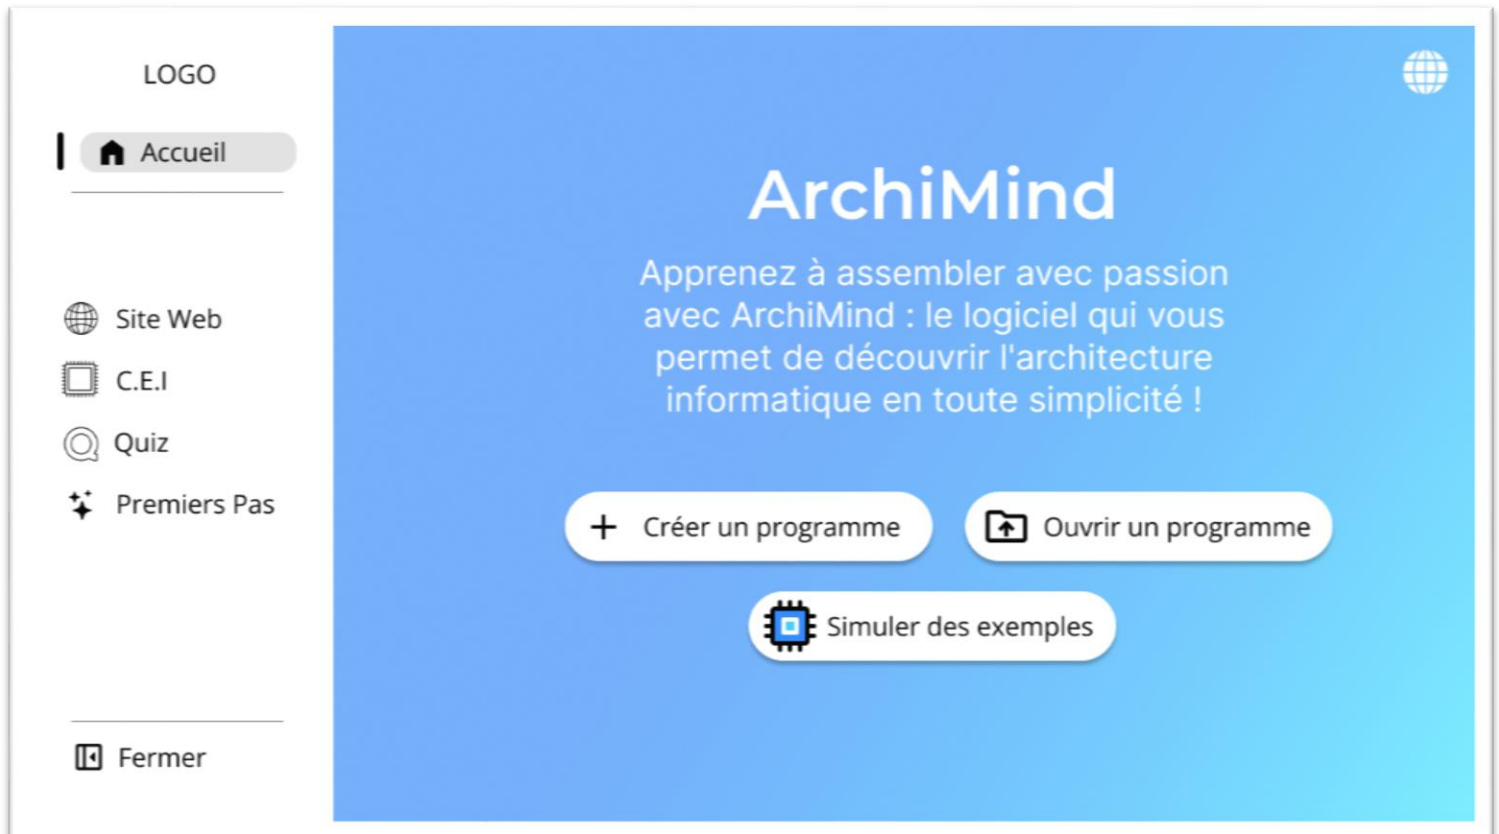 LOGO
Accueil
Site Web
C.E.I
Quiz
Premiers Pas
Fermer
ArchiMind
Apprenez à assembler avec passion
avec ArchiMind : le logiciel qui vous
permet de découvrir l'architecture
informatique en toute simplicité !
Créer un programme
Ouvrir un programme
Simuler des exemples